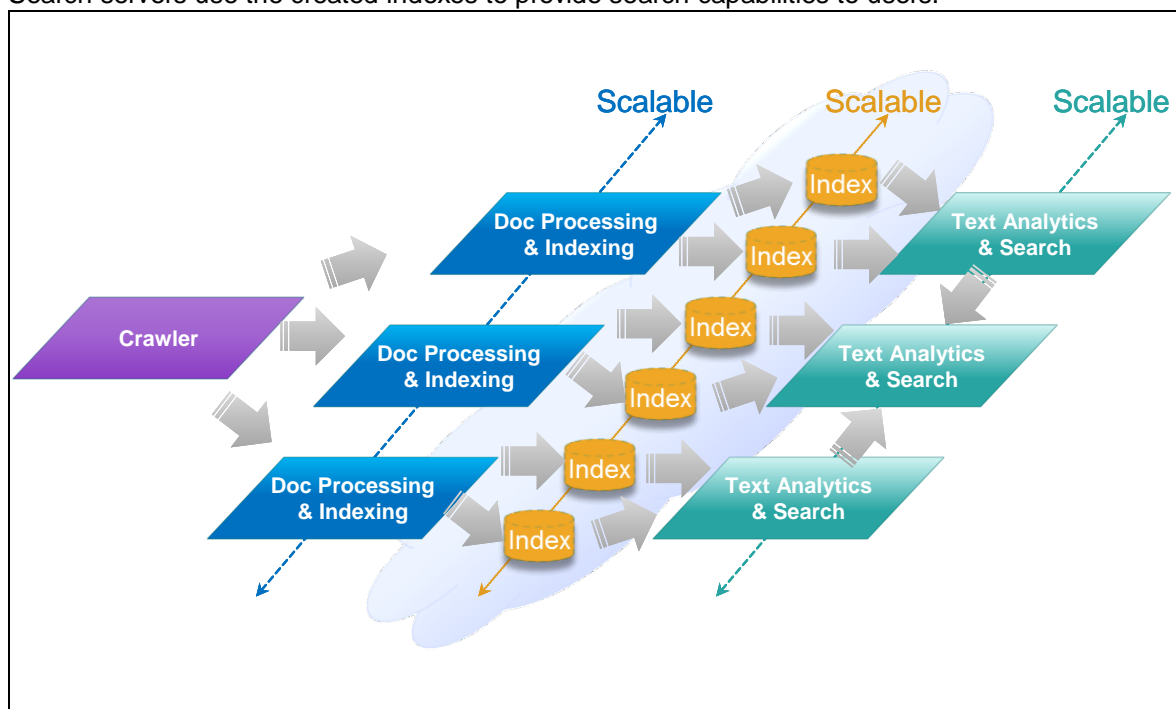 Search servers use the created indexes to provide search capabilities to users.
Scalable
Scalable
Scalable
Index
Doc Processing
& Indexing
Index
Text Analytics
& Search
Crawler
Index
Doc Processing
& Indexing
Text Analytics
& Search
Index
Index
Doc Processing
& Indexing
Text Analytics
& Search
Index